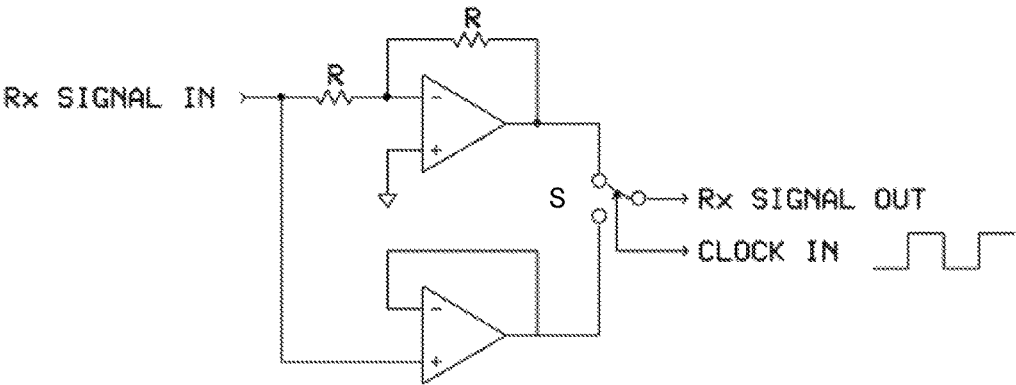 R
R
Rx SIGNAL IN
−
+
S
Rx SIGNAL OUT
CLOCK IN
−
+